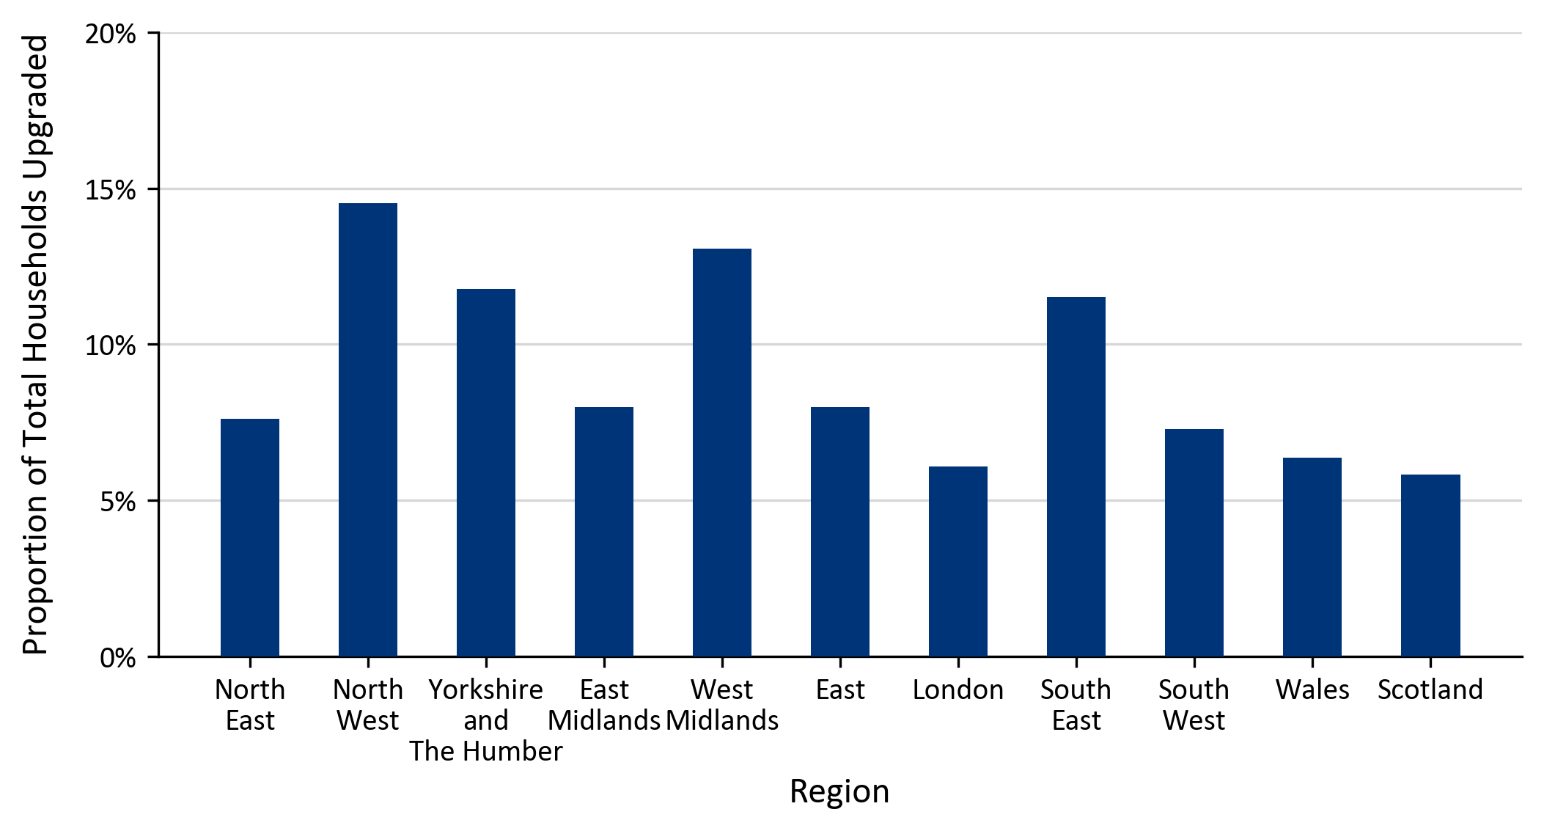 Proportion of Total Households Upgraded
20%
15%
10%
5%
0%
North
East
North
West
Yorkshire
and
The Humber
East
Midlands
West
Midlands
East
London
South
East
South
West
Wales
Scotland
Region